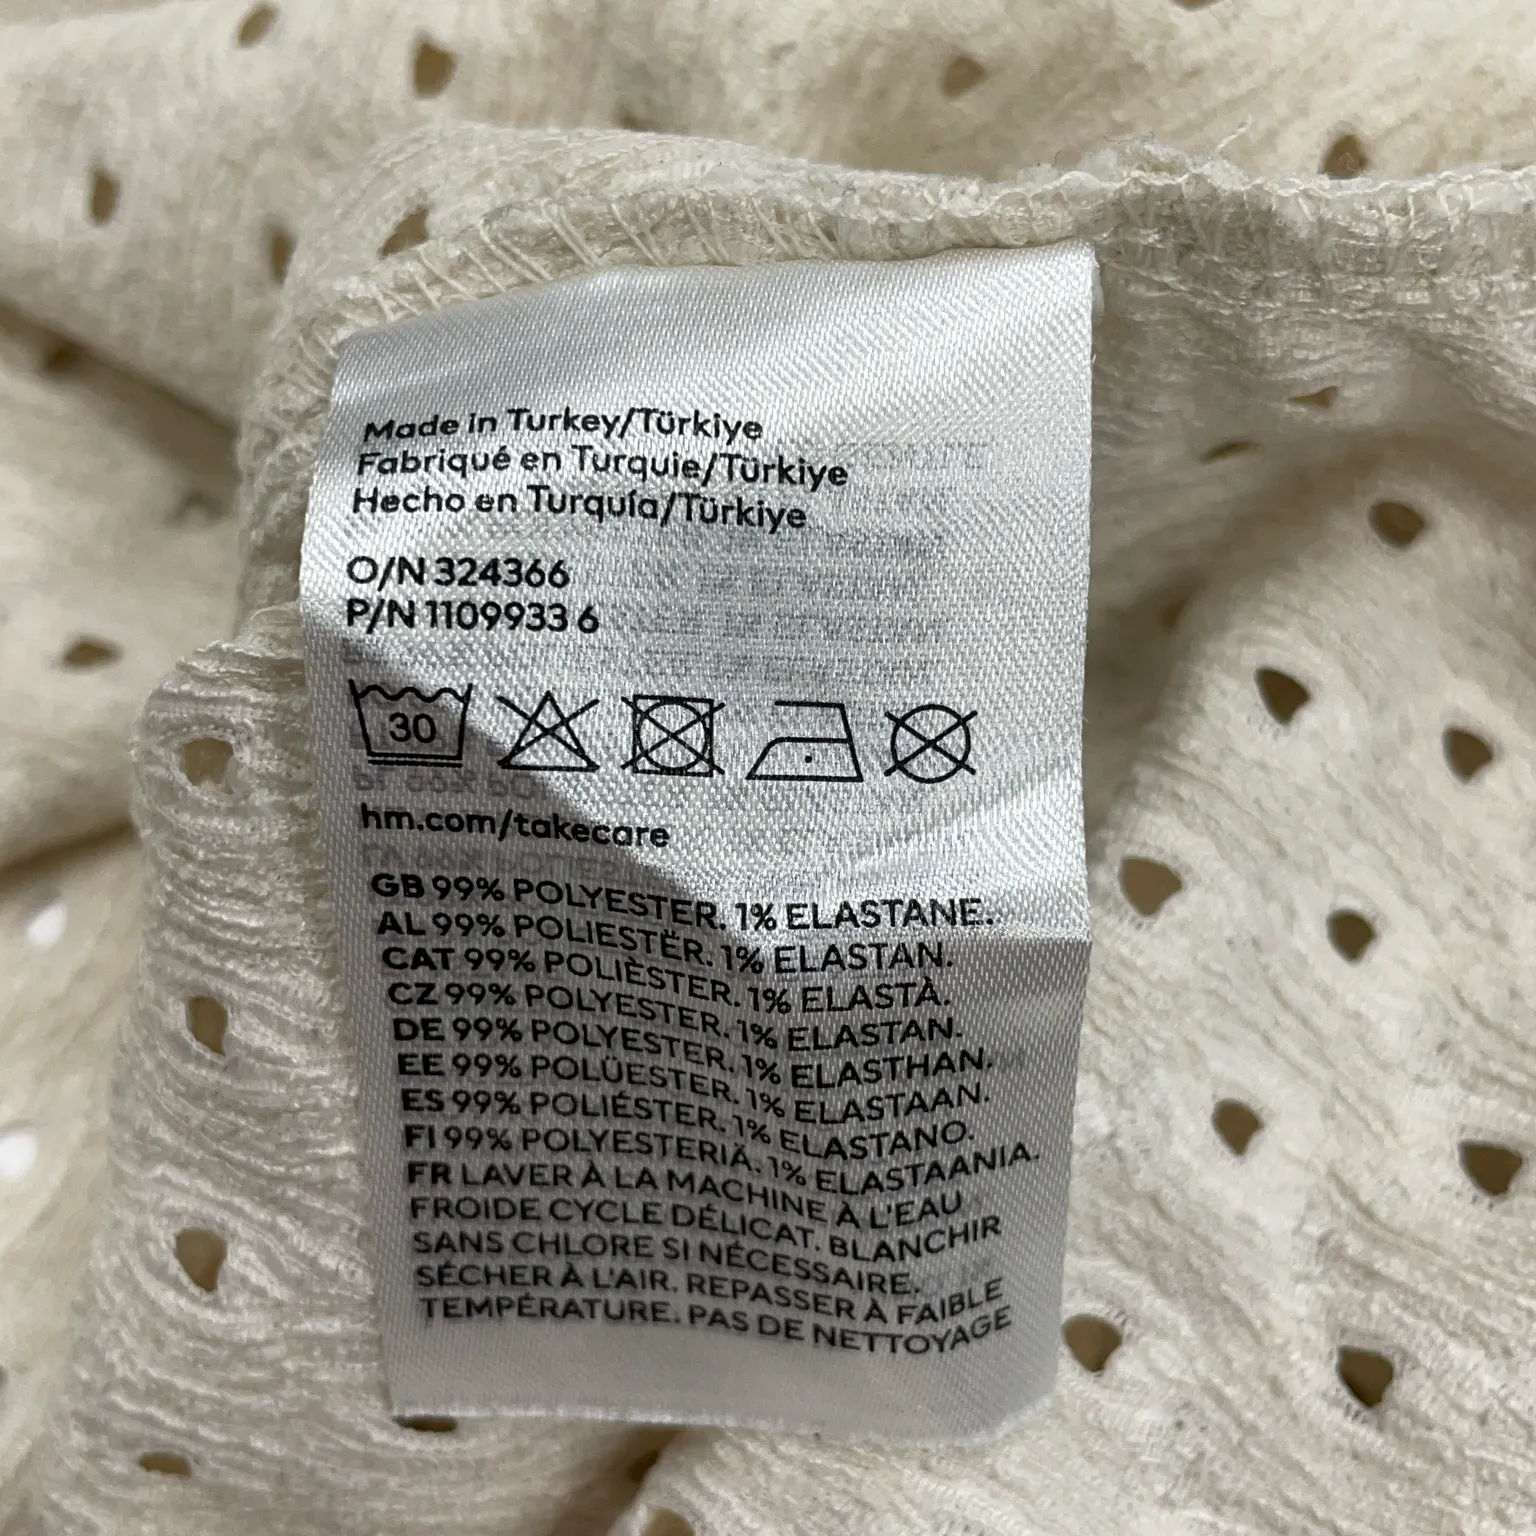 Made in Turkey/Türkiye
Fabriqué en Turquie/Türkiye
Hecho en Turquía/Türkiye
O/N 324366
P/N 1109933 6
30
hm.com/takecare
GB 99% POLYESTER. 1% ELASTANE.
AL 99% POLIESTËR. 1% ELASTAN.
CAT 99% POLIÈSTER. 1% ELASTÀ.
CZ 99% POLYESTER. 1% ELASTAN.
DE 99% POLYESTER. 1% ELASTHAN.
EE 99% POLÜESTER. 1% ELASTAAN.
ES 99% POLIÉSTER. 1% ELASTANO.
FI 99% POLYESTERIÄ. 1% ELASTAANIA.
FR LAVER À LA MACHINE À L'EAU
FROIDE CYCLE DÉLICAT. BLANCHIR
SANS CHLORE SI NÉCESSAIRE.
SÉCHER À L'AIR. REPASSER À FAIBLE
TEMPÉRATURE. PAS DE NETTOYAGE